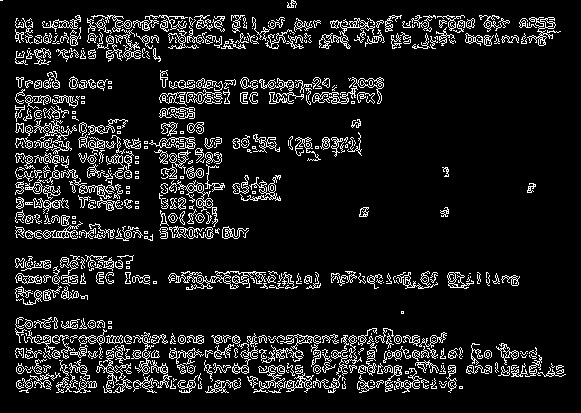 We want to congratulate all of our members who read our ARSS
Trading Alert on Monday. We think the fun is just beginning
with this stock!
Trade Date: Tuesday, October 24, 2006
Company: AMEROSSI EC INC (ARSS.PK)
Ticker: ARSS
Monday Open: $2.05
Monday Results: ARSS UP $0.55 (26.83%)
Monday Volume: 205,793
Current Price: $2.60
5-Day Target: $4.00 - $5.50
3-Week Target: $12.00
Rating: 10(10)
Recommendation: STRONG BUY
News Release:
Amerossi EC Inc. Announces Initial Marketing of Drilling
Program.
Conclusion:
These recommendations are investment opinions of
Market-Pulse.com and reflect the stock's potential to move
over the next one to three weeks of trading. This analysis is
done from a technical and fundamental perspective.